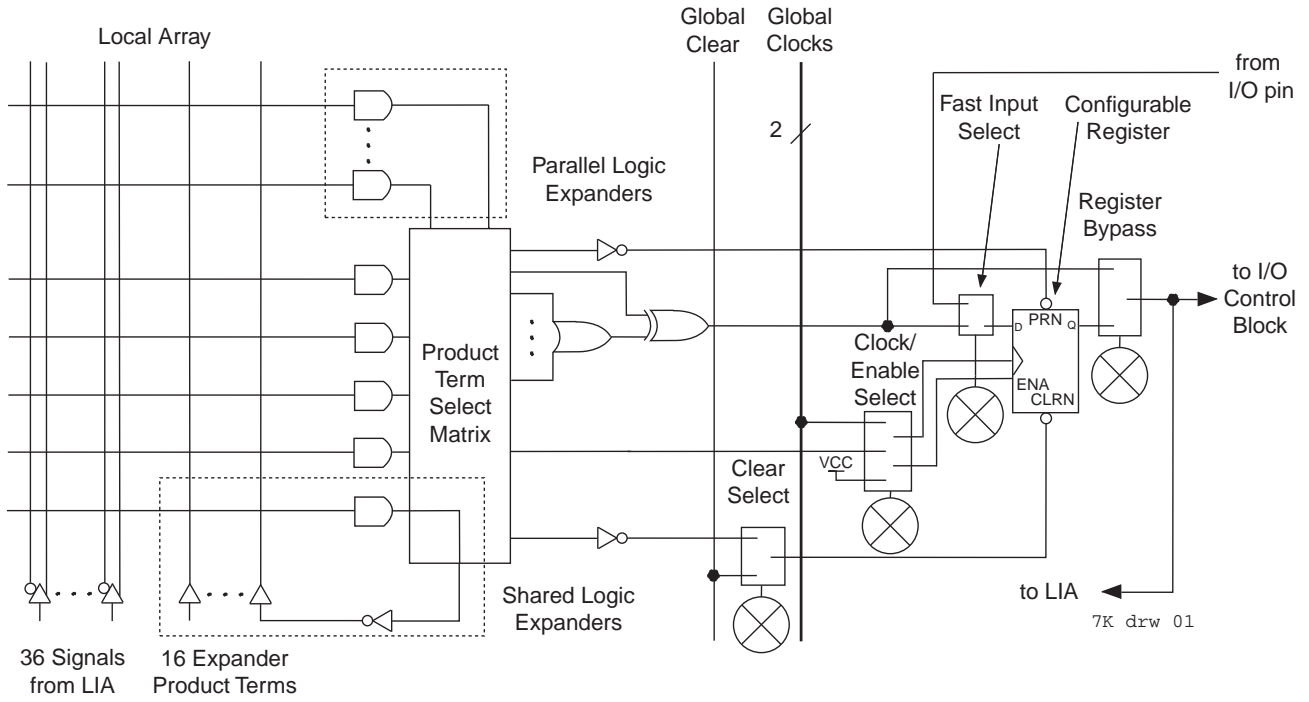 Local Array
Global
Clear
Global
Clocks
from
I/O pin
Fast Input
Select
Configurable
Register
2
Parallel Logic
Expanders
Register
Bypass
to I/O
Control
Block
PRN
D
Q
Clock/
Enable
Select
ENA
CLRN
Product
Term
Select
Matrix
VCC
Clear
Select
Shared Logic
Expanders
to LIA
7K drw 01
36 Signals
from LIA
16 Expander
Product Terms